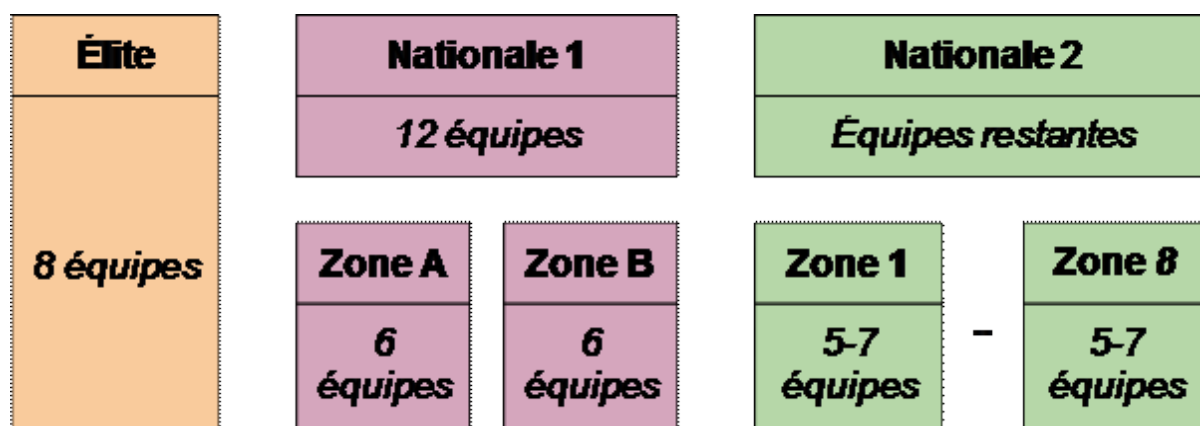 Élite
8 équipes
Nationale 1
12 équipes
Zone A
6
équipes
Zone B
6
équipes
Nationale 2
Équipes restantes
Zone 1
5-7
équipes
-
Zone 8
5-7
équipes